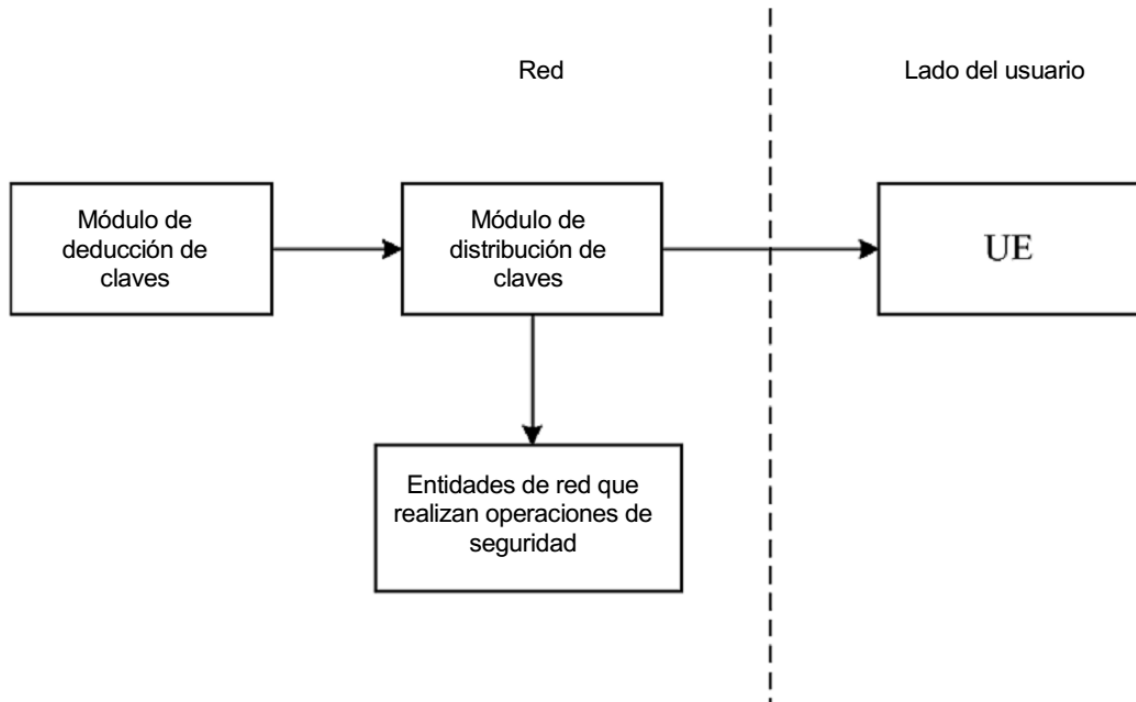 Red
Lado del usuario
Módulo de
deducción de
claves
Módulo de
distribución de
claves
UE
Entidades de red que
realizan operaciones de
seguridad